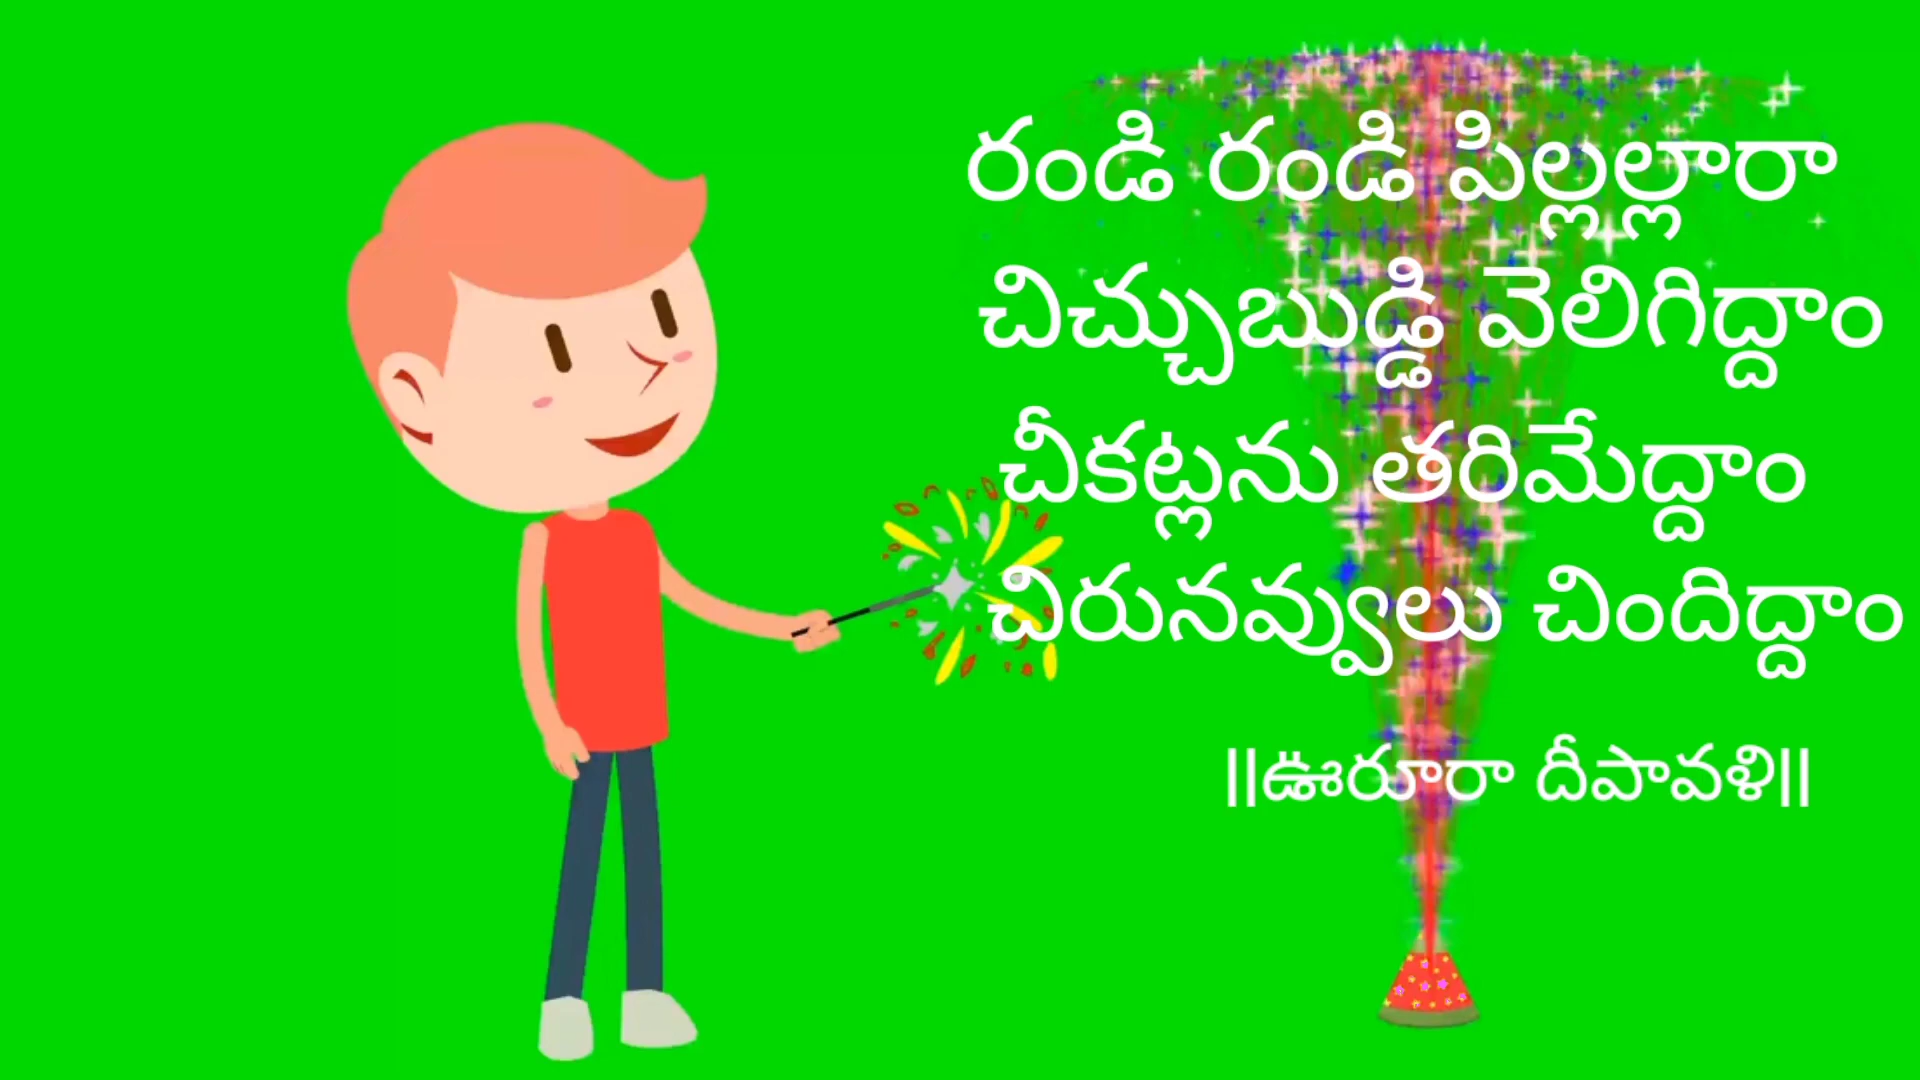 రండి రండి పిల్లల్లారా
చిచ్చుబుడ్డి వెలిగిద్దాం
చీకట్లను తరిమేద్దాం
చిరునవ్వులు చిందిద్దాం
||ఊరూరా దీపావళి||